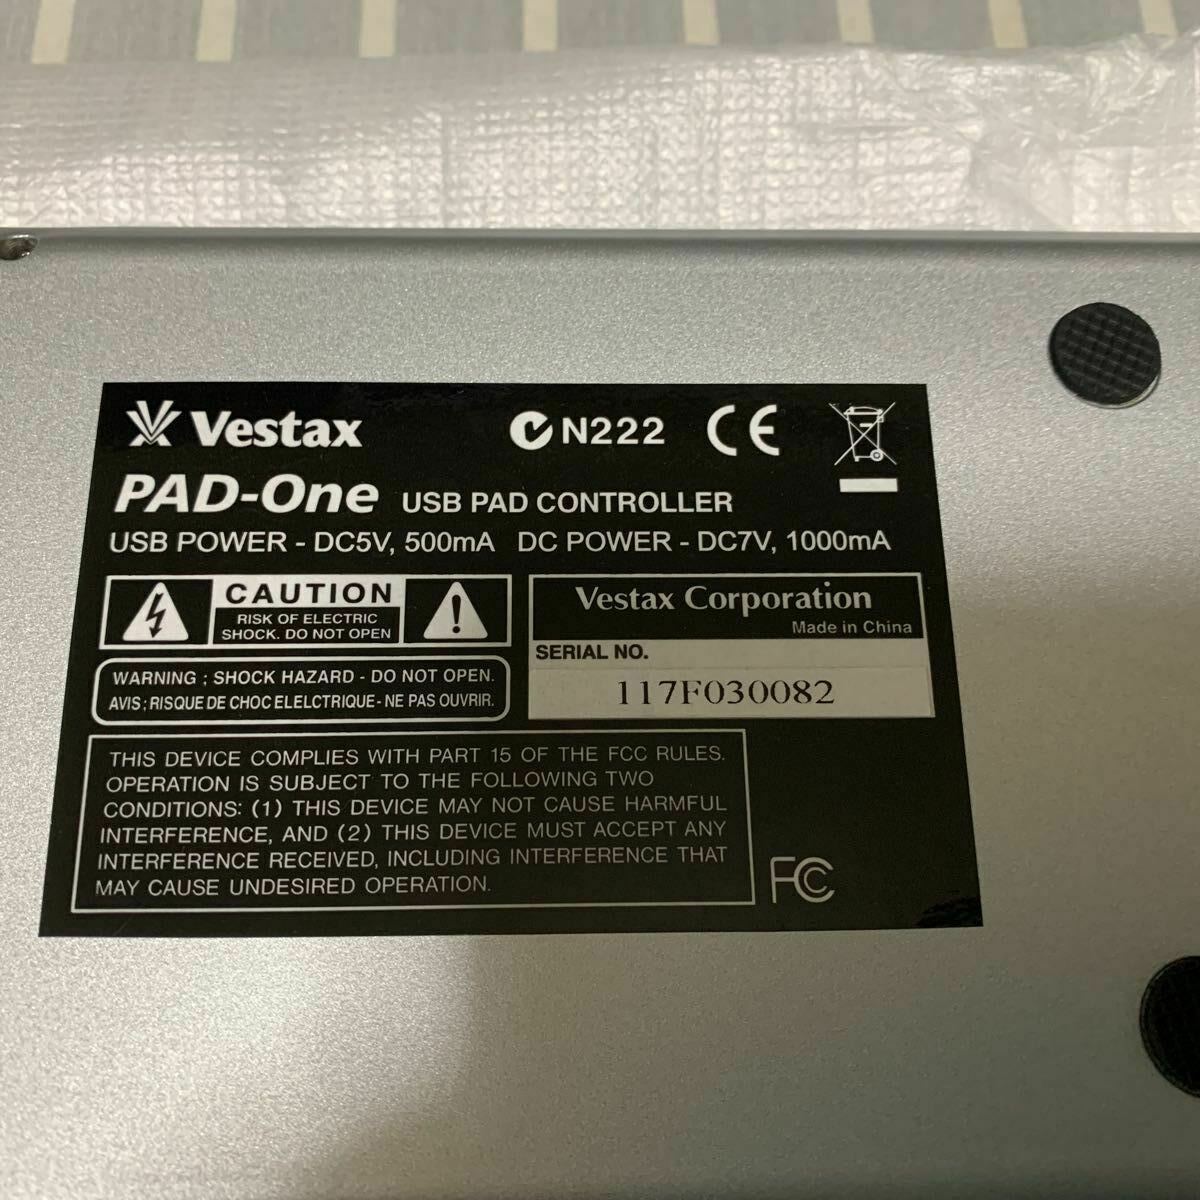 Vestax N222 CE
PAD-One USB PAD CONTROLLER
USB POWER - DC5V, 500mA DC POWER - DC7V, 1000mA
CAUTION
RISK OF ELECTRIC
SHOCK. DO NOT OPEN
WARNING ; SHOCK HAZARD - DO NOT OPEN.
AVIS ; RISQUE DE CHOC ELELCTRIQUE - NE PAS OUVRIR.
Vestax Corporation
Made in China
SERIAL NO.
117F030082
THIS DEVICE COMPLIES WITH PART 15 OF THE FCC RULES.
OPERATION IS SUBJECT TO THE FOLLOWING TWO
CONDITIONS: (1) THIS DEVICE MAY NOT CAUSE HARMFUL
INTERFERENCE, AND (2) THIS DEVICE MUST ACCEPT ANY
INTERFERENCE RECEIVED, INCLUDING INTERFERENCE THAT
MAY CAUSE UNDESIRED OPERATION.
FC